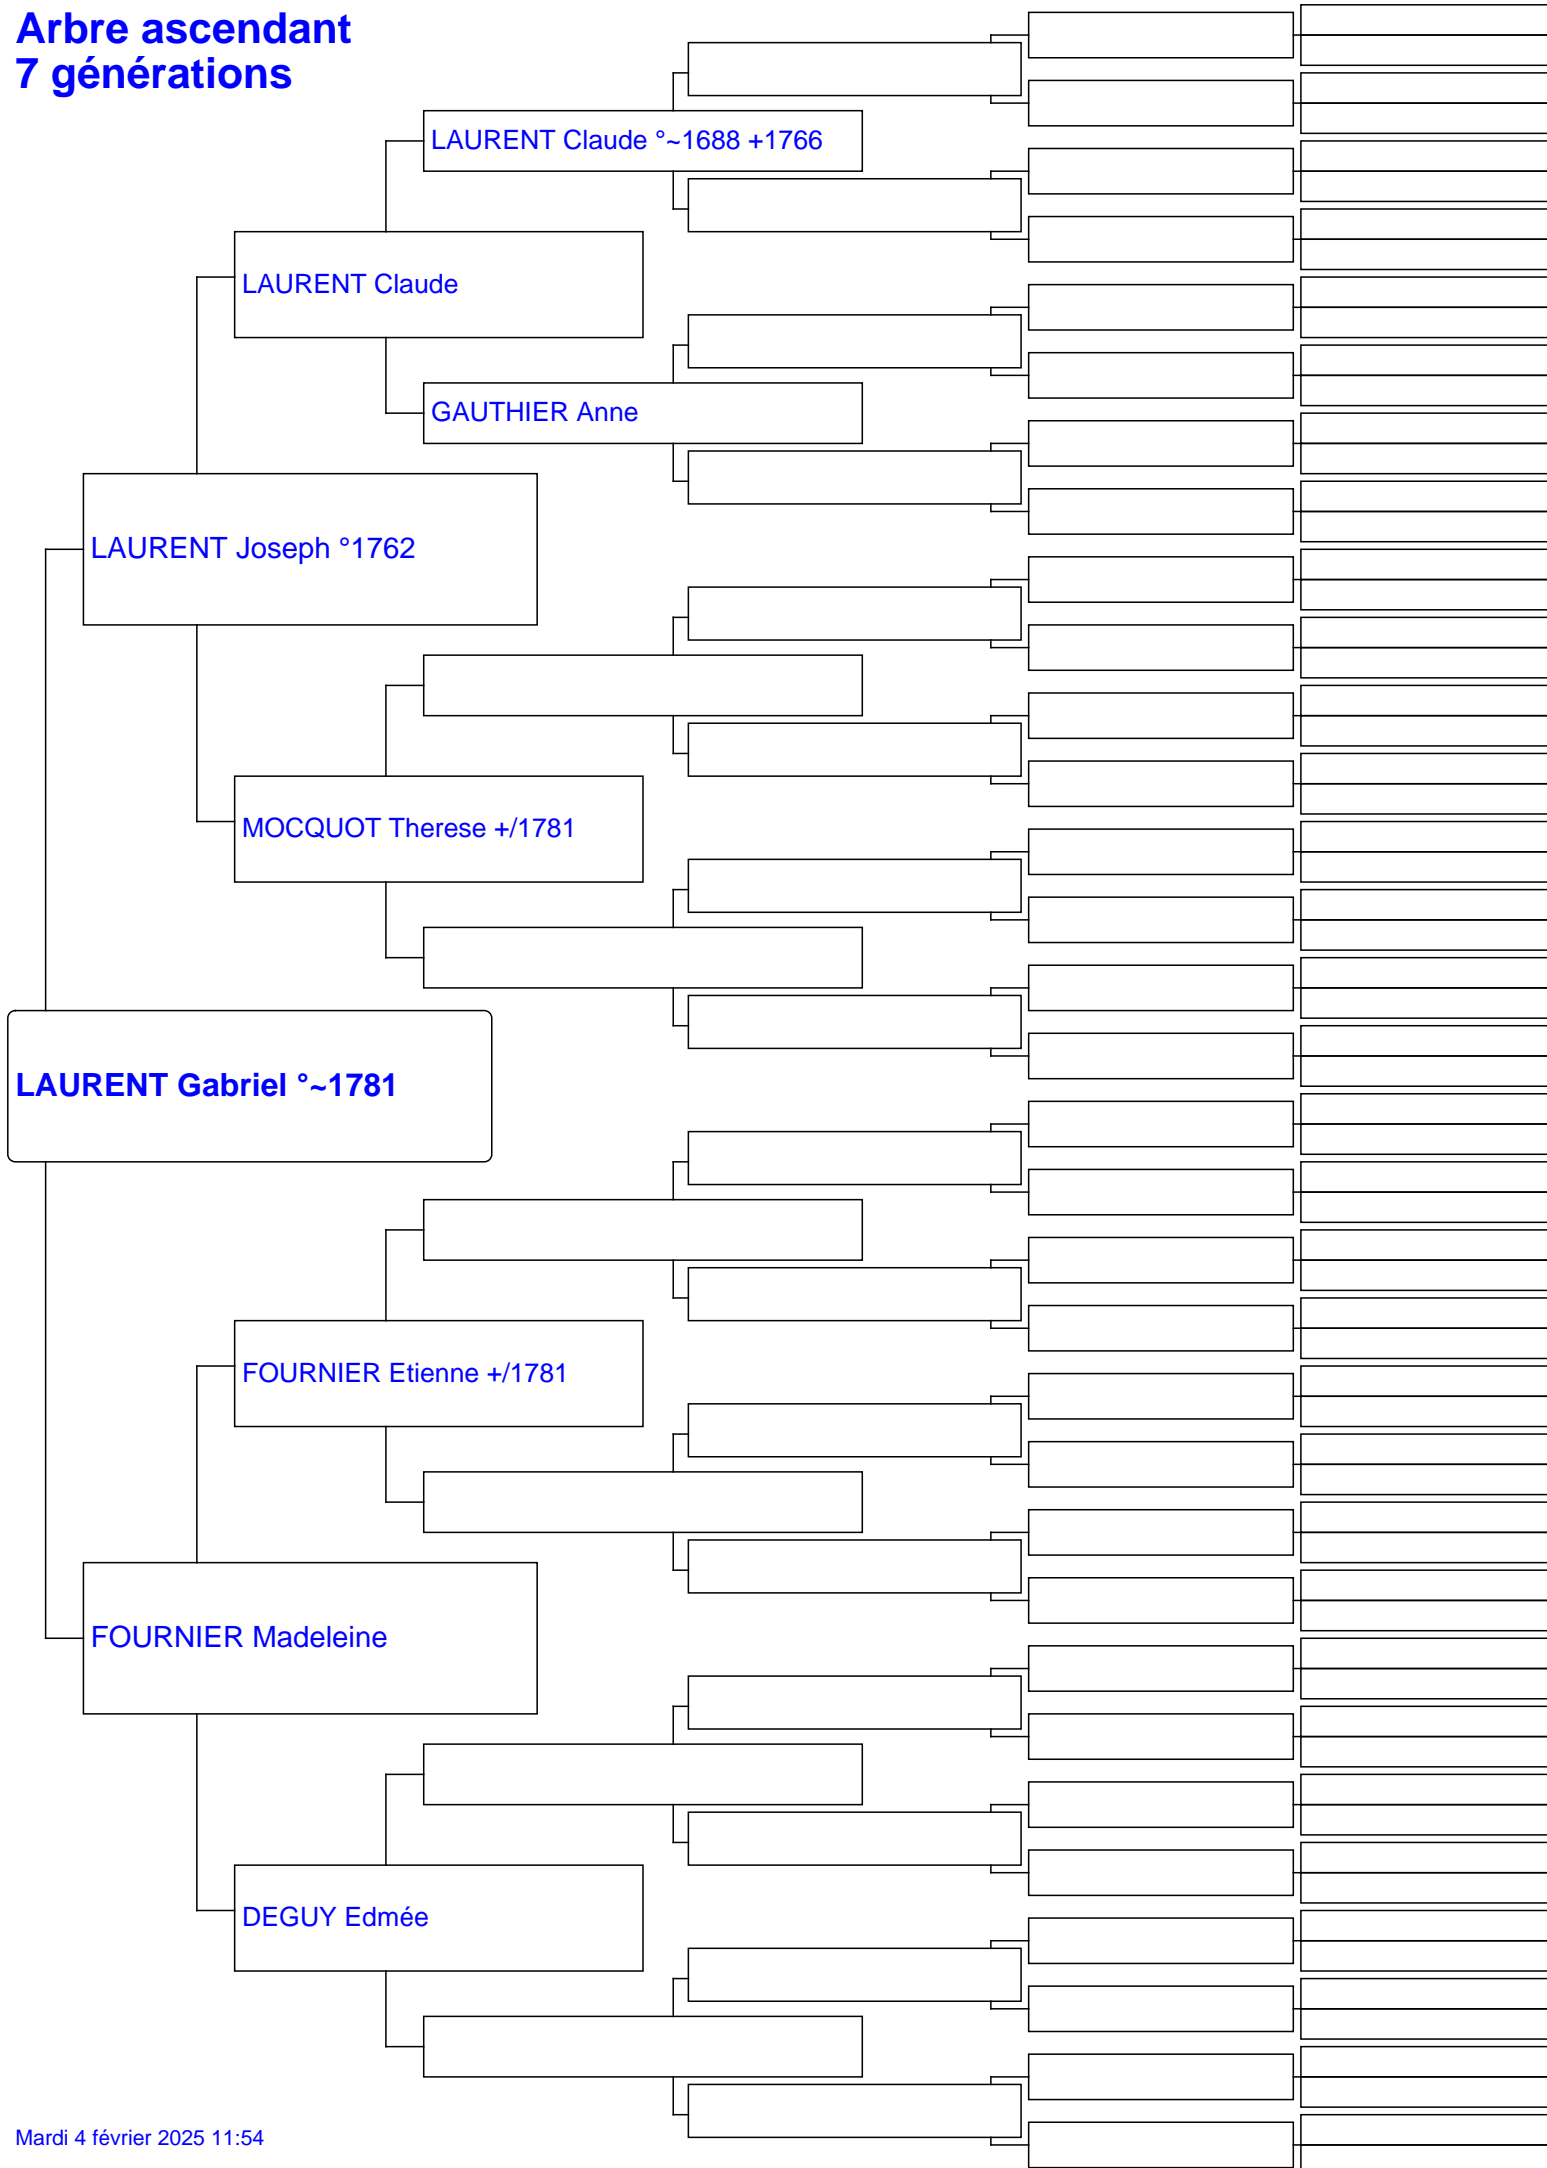 Arbre ascendant
7 générations
LAURENT Claude °~1688 +1766
LAURENT Claude
GAUTHIER Anne
LAURENT Joseph °1762
MOCQUOT Therese +/1781
LAURENT Gabriel °~1781
FOURNIER Etienne +/1781
FOURNIER Madeleine
DEGUY Edmée
Mardi 4 février 2025 11:54